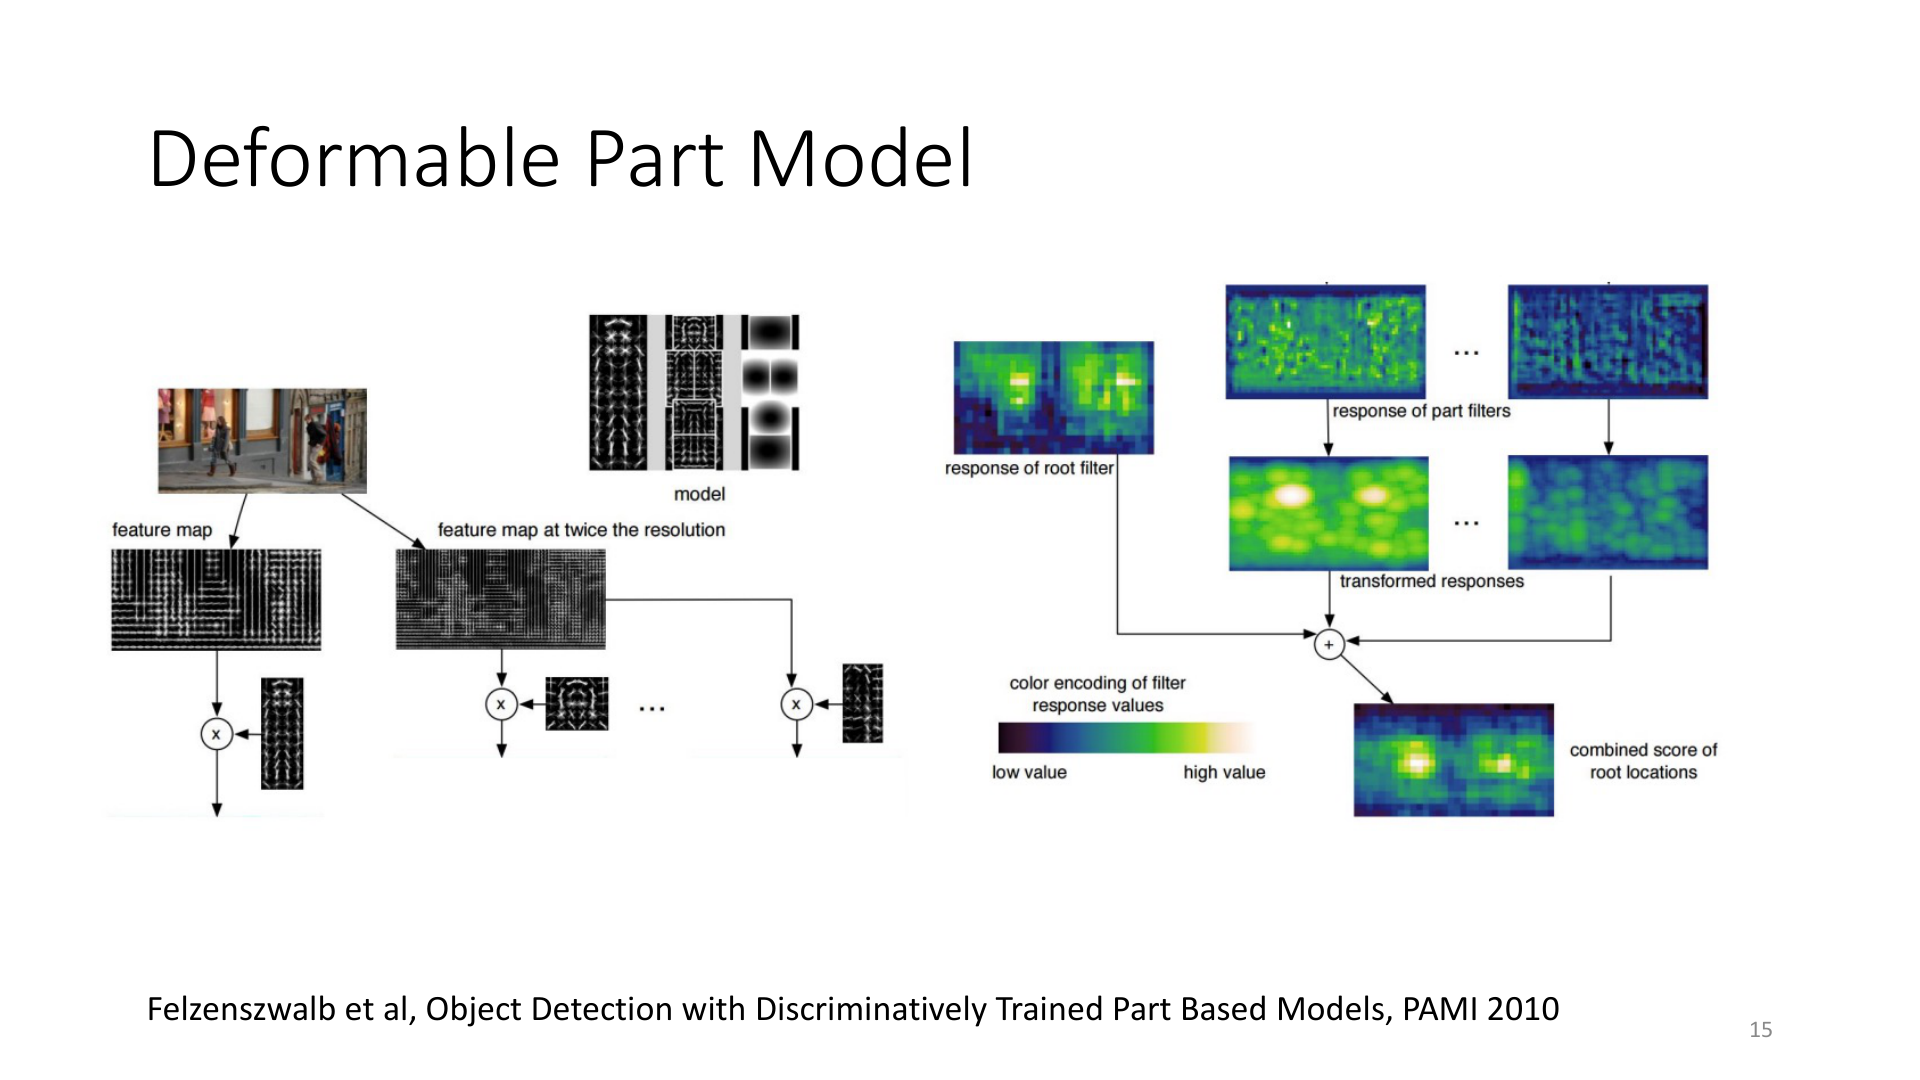 Deformable Part Model
model
feature map
feature map at twice the resolution
x
x
...
x
response of root filter
...
response of part filters
...
transformed responses
+
color encoding of filter
response values
low value
high value
combined score of
root locations
Felzenszwalb et al, Object Detection with Discriminatively Trained Part Based Models, PAMI 2010
15